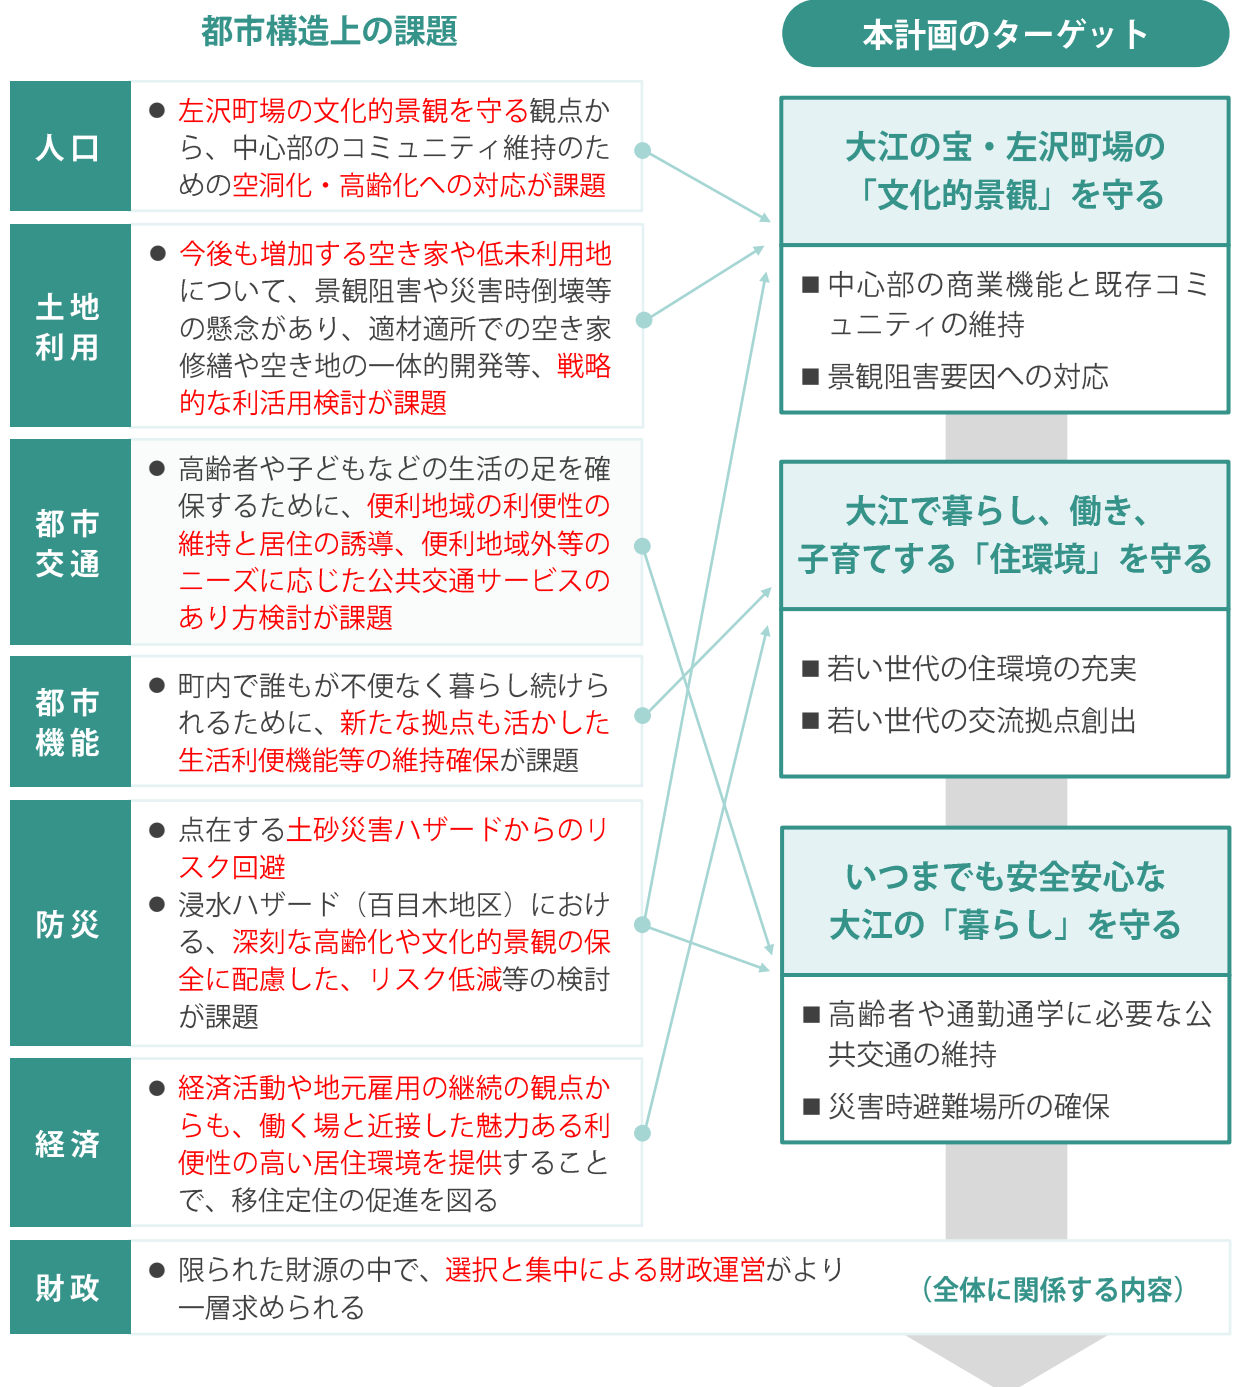 都市構造上の課題
人口
● 左沢町場の文化的景観を守る観点か
ら、中心部のコミュニティ維持のた
めの空洞化・高齢化への対応が課題
土地
利用
● 今後も増加する空き家や低未利用地
について、景観阻害や災害時倒壊等
の懸念があり、適材適所での空き家
修繕や空き地の一体的開発等、戦略
的な利活用検討が課題
都市
交通
● 高齢者や子どもなどの生活の足を確
保するために、便利地域の利便性の
維持と居住の誘導、便利地域外等の
ニーズに応じた公共交通サービスの
あり方検討が課題
都市
機能
● 町内で誰もが不便なく暮らし続けら
れるために、新たな拠点も活かした
生活利便機能等の維持確保が課題
防災
● 点在する土砂災害ハザードからのリ
スク回避
● 浸水ハザード（百目木地区）におけ
る、深刻な高齢化や文化的景観の保
全に配慮した、リスク低減等の検討
が課題
経済
● 経済活動や地元雇用の継続の観点か
らも、働く場と近接した魅力ある利
便性の高い居住環境を提供すること
で、移住定住の促進を図る
財政
● 限られた財源の中で、選択と集中による財政運営がより
一層求められる
（全体に関係する内容）
本計画のターゲット
大江の宝・左沢町場の
「文化的景観」を守る
■ 中心部の商業機能と既存コミ
ュニティの維持
■ 景観阻害要因への対応
大江で暮らし、働き、
子育てする「住環境」を守る
■ 若い世代の住環境の充実
■ 若い世代の交流拠点創出
いつまでも安全安心な
大江の「暮らし」を守る
■ 高齢者や通勤通学に必要な公
共交通の維持
■ 災害時避難場所の確保